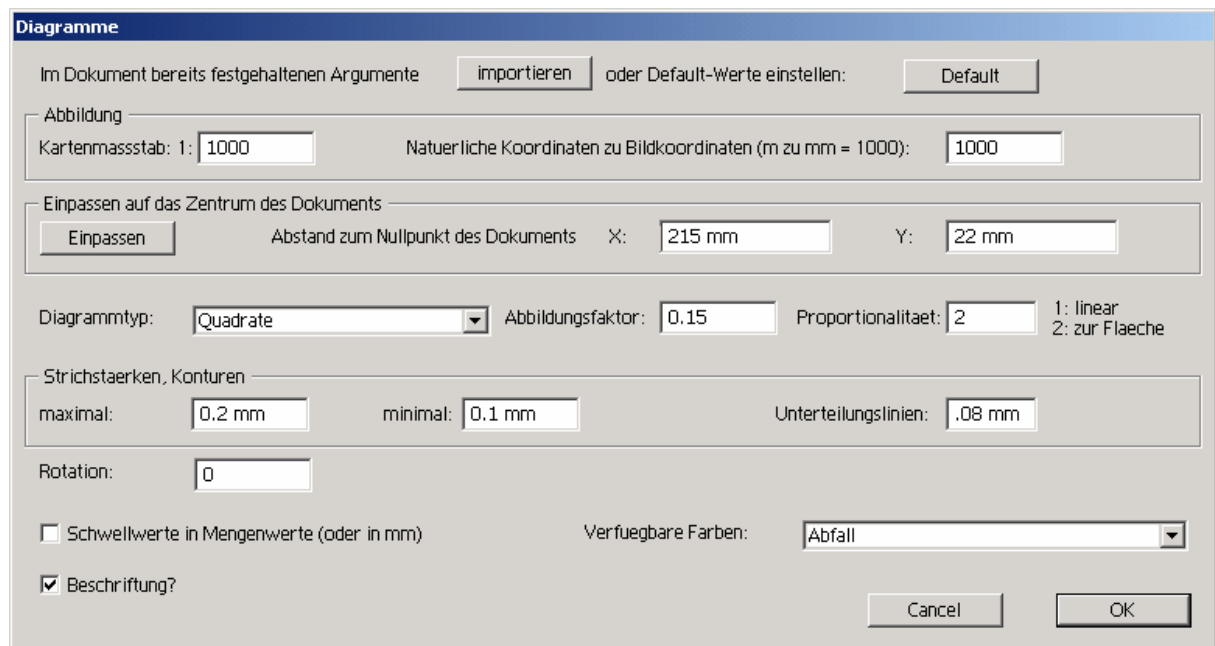 Diagramme
Im Dokument bereits festgehaltenen Argumente importieren oder Default-Werte einstellen: Default
Abbildung
Kartenmassstab: 1: 1000 Natuerliche Koordinaten zu Bildkoordinaten (m zu mm = 1000): 1000
Einpassen auf das Zentrum des Dokuments
Einpassen Abstand zum Nullpunkt des Dokuments X: 215 mm Y: 22 mm
Diagrammtyp: Quadrate Abbildungsfaktor: 0.15 Proportionalitaet: 2 1: linear
2: zur Flaeche
Strichstaerken, Konturen
maximal: 0.2 mm minimal: 0.1 mm Unterteilungslinien: .08 mm
Rotation: 0
Schwellwerte in Mengenwerte (oder in mm) Verfuegbare Farben: Abfall
Beschriftung?
Cancel OK